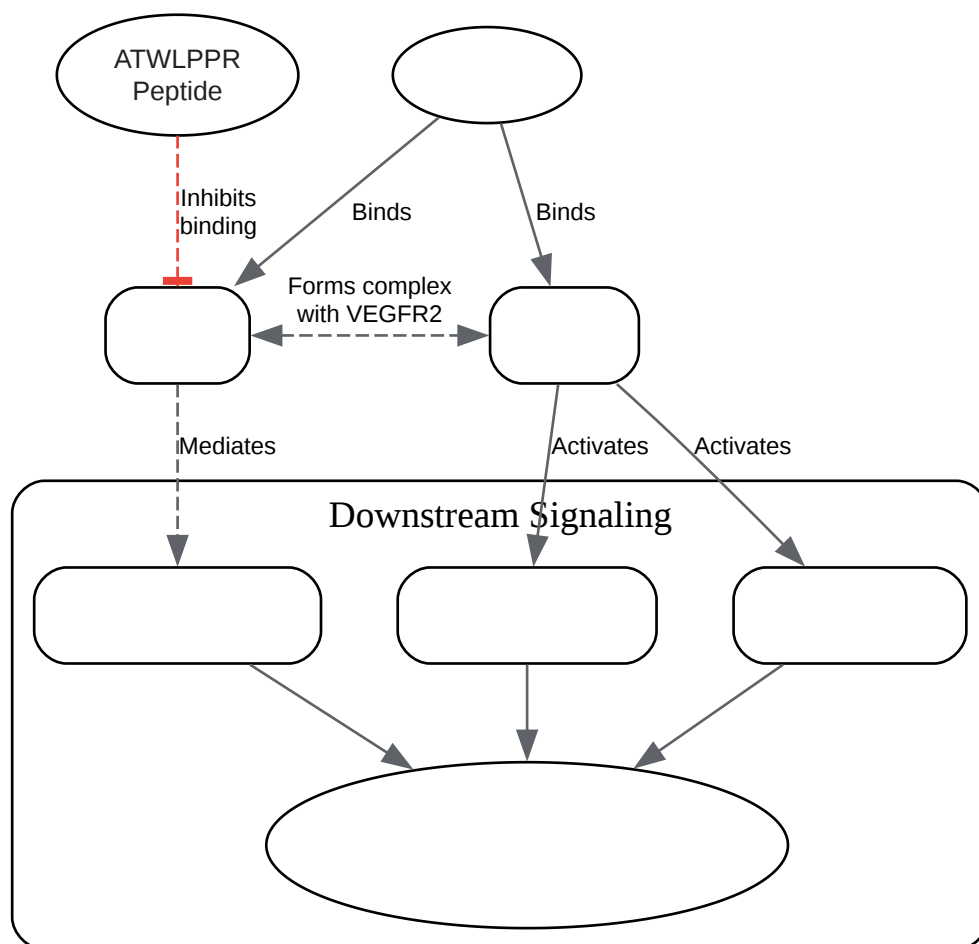 ATWLPPR
Peptide
Inhibits
binding
Binds
Binds
Forms complex
with VEGFR2
Mediates
Activates
Activates
Downstream Signaling